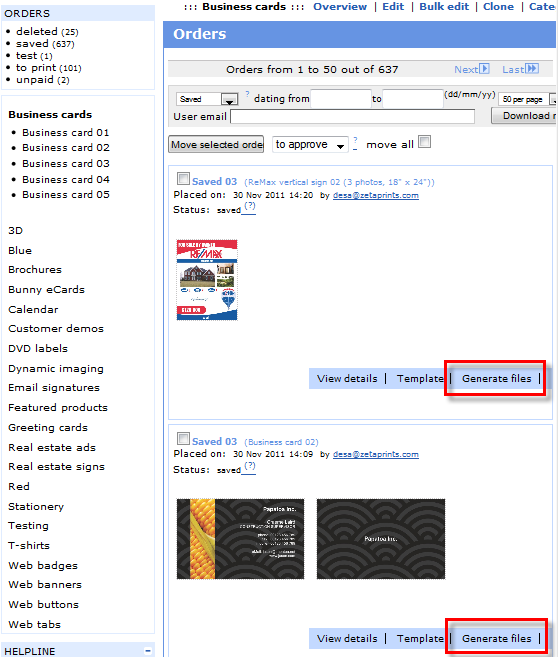 ORDERS
deleted (25)
saved (637)
test (1)
to print (101)
unpaid (2)
Business cards
Business card 01
Business card 02
Business card 03
Business card 04
Business card 05
3D
Blue
Brochures
Bunny eCards
Calendar
Customer demos
DVD labels
Dynamic imaging
Email signatures
Featured products
Greeting cards
Real estate ads
Real estate signs
Red
Stationery
Testing
T-shirts
Web badges
Web banners
Web buttons
Web tabs
HELPLINE -
::: Business cards ::: Overview | Edit | Bulk edit | Clone | Cate
Orders
Orders from 1 to 50 out of 637 Next Last
Saved ? dating from to (dd/mm/yy) 50 per page
User email Download
Move selected orde to approve ? move all
Saved 03 (ReMax vertical sign 02 (3 photos, 18" x 24"))
Placed on: 30 Nov 2011 14:20 by desa@zetaprints.com
Status: saved (?)
RE/MAX
View details | Template | Generate files |
Saved 03 (Business card 02)
Placed on: 30 Nov 2011 14:09 by desa@zetaprints.com
Status: saved (?)
Papatoa Inc.
CONSTRUCTION SUPERVISOR
Papatoa Inc.
View details | Template | Generate files |